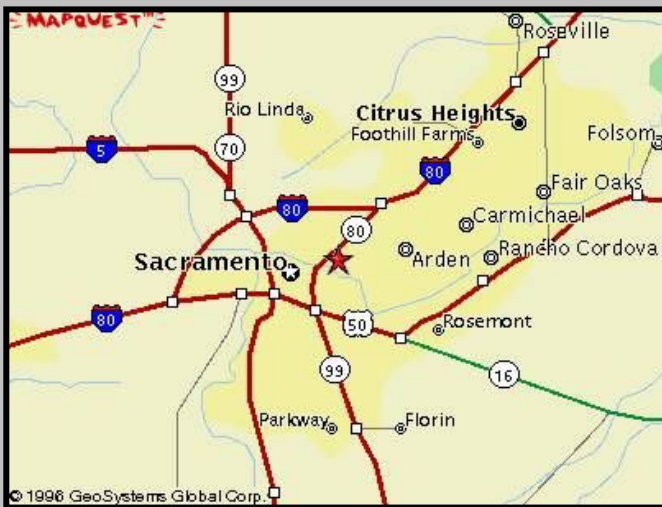 MAPQUEST™
Roseville
99
Rio Linda
Citrus Heights
Foothill Farms
Folsom
5
70
80
Fair Oaks
80
80
Carmichael
Sacramento
Arden
Rancho Cordova
80
50
Rosemont
99
16
Parkway
Florin
© 1996 GeoSystems Global Corp.